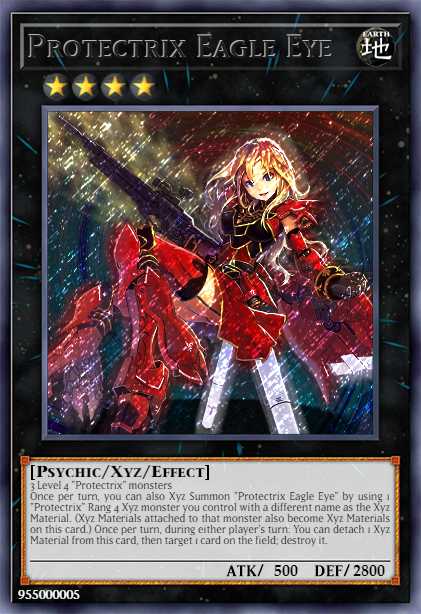 Protectrix Eagle Eye
EARTH
地
[Psychic/Xyz/Effect]
3 Level 4 "Protectrix" monsters
Once per turn, you can also Xyz Summon "Protectrix Eagle Eye" by using 1
"Protectrix" Rang 4 Xyz monster you control with a different name as the Xyz
Material. (Xyz Materials attached to that monster also become Xyz Materials
on this card.) Once per turn, during either player's turn: You can detach 1 Xyz
Material from this card, then target 1 card on the field; destroy it.
ATK/ 500 DEF/2800
955000005